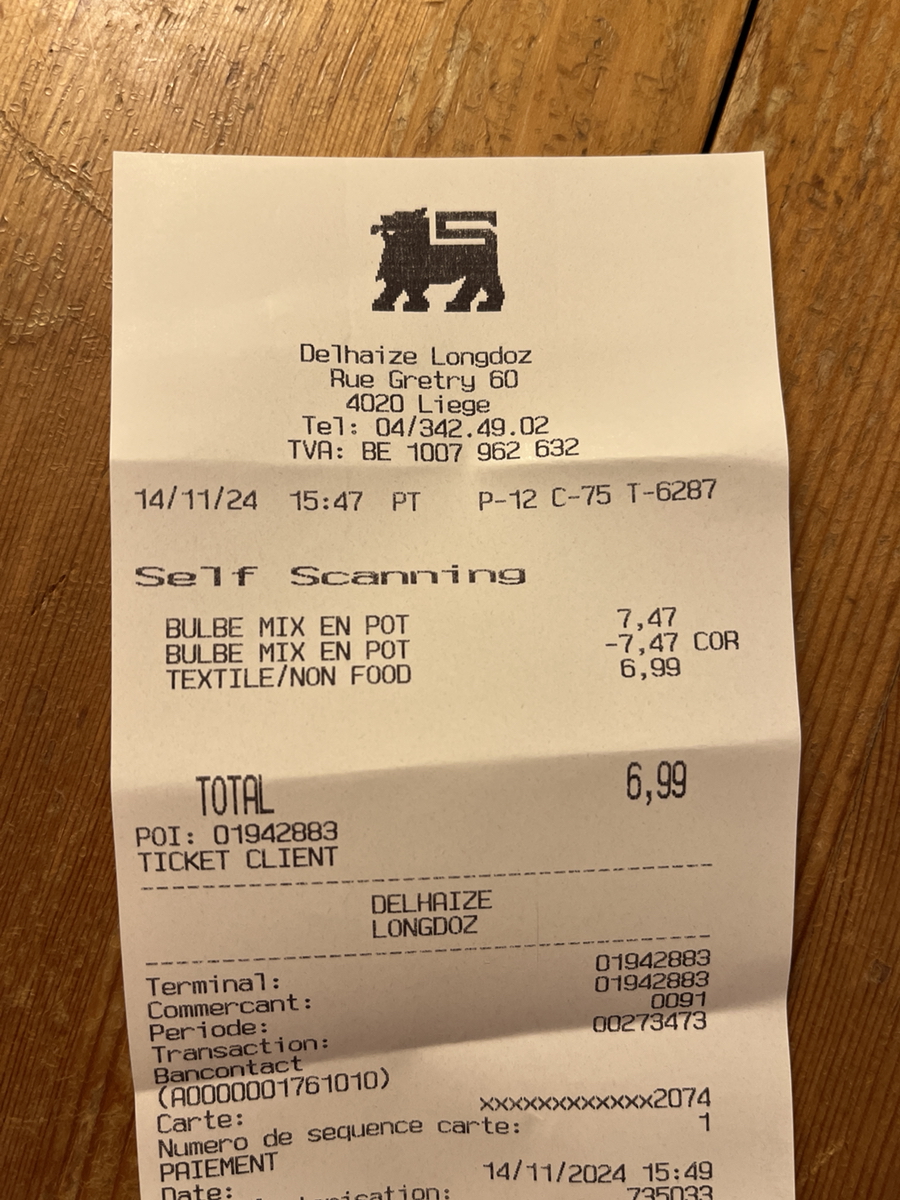 Delhaize Longdoz
Rue Gretry 60
4020 Liege
Tel: 04/342.49.02
TVA: BE 1007 962 632
14/11/24 15:47 PT P-12 C-75 T-6287
Self Scanning
BULBE MIX EN POT 7,47
BULBE MIX EN POT -7,47 COR
TEXTILE/NON FOOD 6,99
TOTAL 6,99
POI: 01942883
TICKET CLIENT
DELHAIZE
LONGDOZ
Terminal: 01942883
Commercant: 01942883
Periode: 0091
Transaction: 00273473
Bancontact
(A0000001761010)
Carte: xxxxxxxxxxxx2074
Numero de sequence carte: 1
PAIEMENT
Date: 14/11/2024 15:49
735033